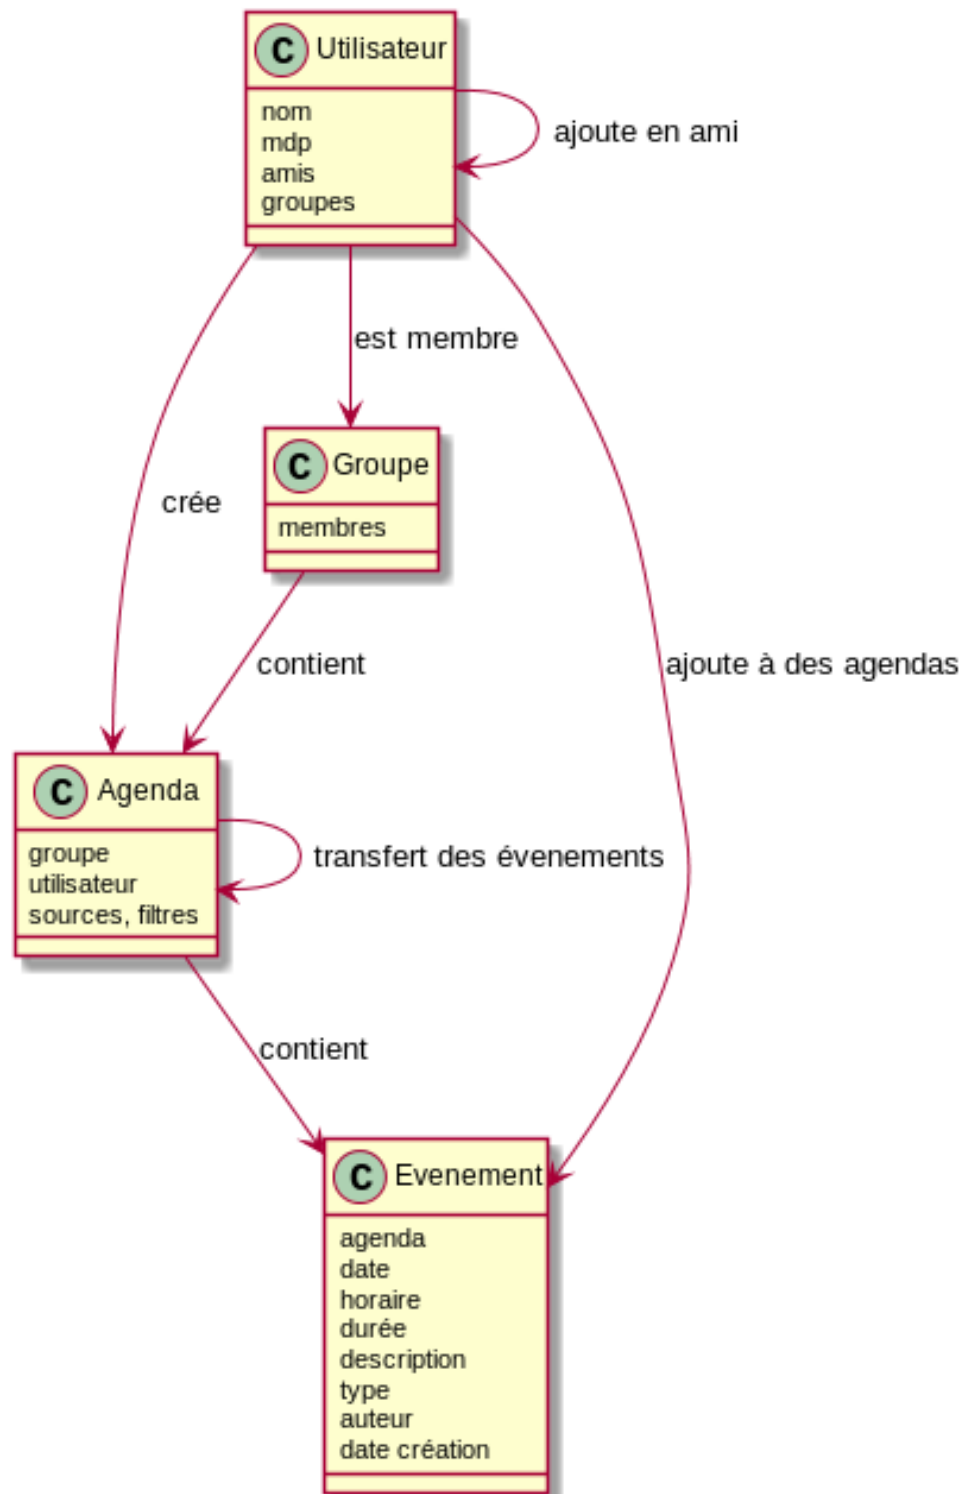 C Utilisateur
nom
mdp
amis
groupes
ajoute en ami
est membre
C Groupe
membres
crée
contient
ajoute à des agendas
C Agenda
groupe
utilisateur
sources, filtres
transfert des évenements
contient
C Evenement
agenda
date
horaire
durée
description
type
auteur
date création